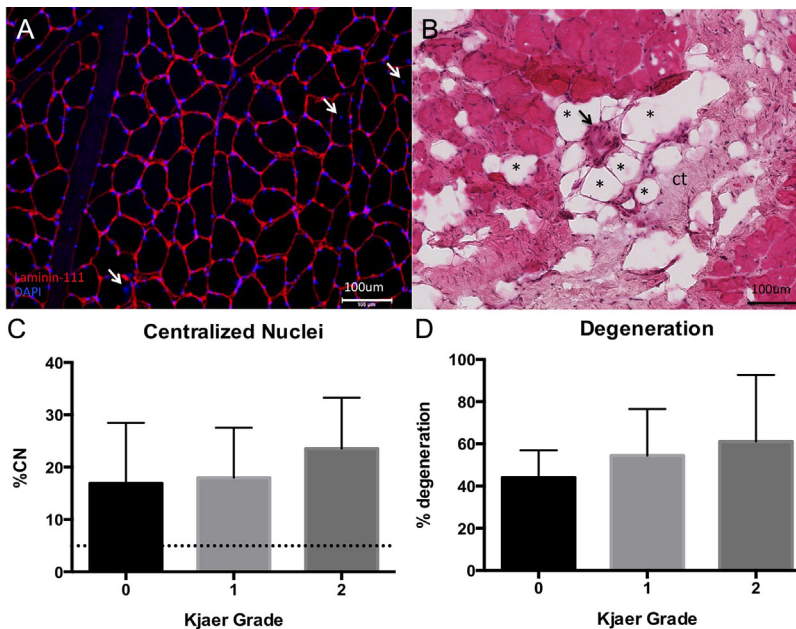 A
Laminin-111
DAPI
100um
100 µm
B
*
*
*
*
*
*
ct
100um
C
Centralized Nuclei
40
30
20
10
0
%CN
0
1
2
Kjaer Grade
D
Degeneration
100
80
60
40
20
0
% degeneration
0
1
2
Kjaer Grade